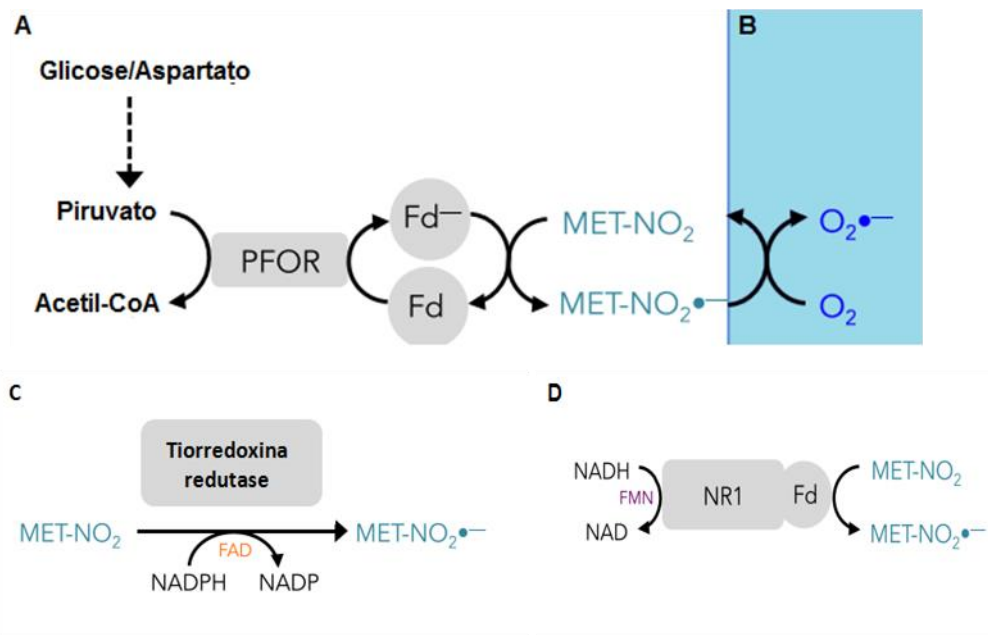 A
B
Glicose/Aspartato
Piruvato
PFOR
Acetil-CoA
Fd—
Fd
MET-NO₂
MET-NO₂•—
O₂•—
O₂
C
Tiorredoxina
redutase
MET-NO₂
MET-NO₂•—
FAD
NADPH
NADP
D
NADH
FMN
NAD
NR1
Fd
MET-NO₂
MET-NO₂•—